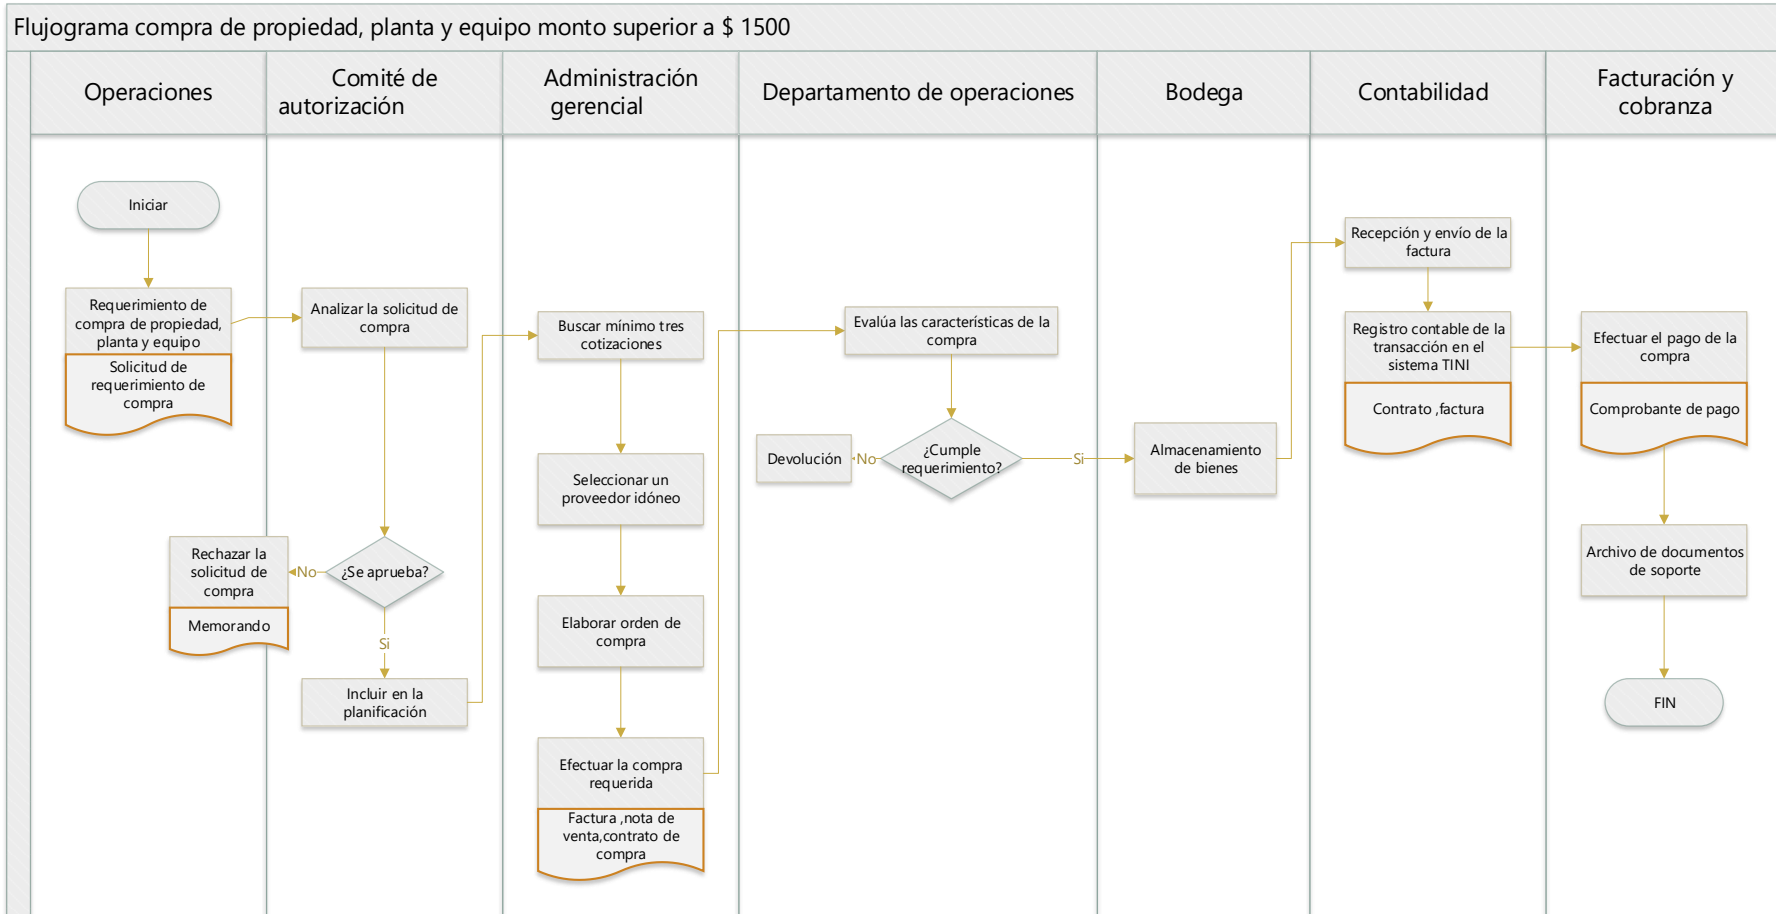 Flujograma compra de propiedad, planta y equipo monto superior a $ 1500
Operaciones
Comité de
autorización
Administración
gerencial
Departamento de operaciones
Bodega
Contabilidad
Facturación y
cobranza
Iniciar
Requerimiento de
compra de propiedad,
planta y equipo
Solicitud de
requerimiento de
compra
Analizar la solicitud de
compra
¿Se aprueba?
No
Rechazar la
solicitud de
compra
Memorando
Si
Incluir en la
planificación
Buscar mínimo tres
cotizaciones
Seleccionar un
proveedor idóneo
Elaborar orden de
compra
Efectuar la compra
requerida
Factura ,nota de
venta,contrato de
compra
Evalúa las características de la
compra
¿Cumple
requerimiento?
No
Devolución
Si
Almacenamiento
de bienes
Recepción y envío de la
factura
Registro contable de la
transacción en el
sistema TINI
Contrato ,factura
Efectuar el pago de la
compra
Comprobante de pago
Archivo de documentos
de soporte
FIN